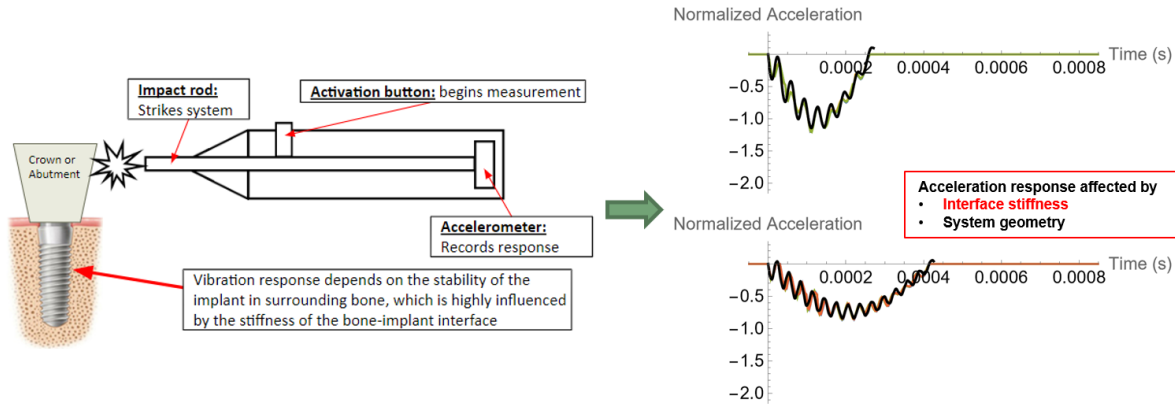 Impact rod:
Strikes system
Activation button: begins measurement
Crown or
Abutment
Accelerometer:
Records response
Vibration response depends on the stability of the
implant in surrounding bone, which is highly influenced
by the stiffness of the bone-implant interface
Normalized Acceleration
Time (s)
0.0002 0.0004 0.0006 0.0008
-0.5
-1.0
-1.5
-2.0
Acceleration response affected by
• Interface stiffness
• System geometry
Normalized Acceleration
Time (s)
0.0002 0.0004 0.0006 0.0008
-0.5
-1.0
-1.5
-2.0